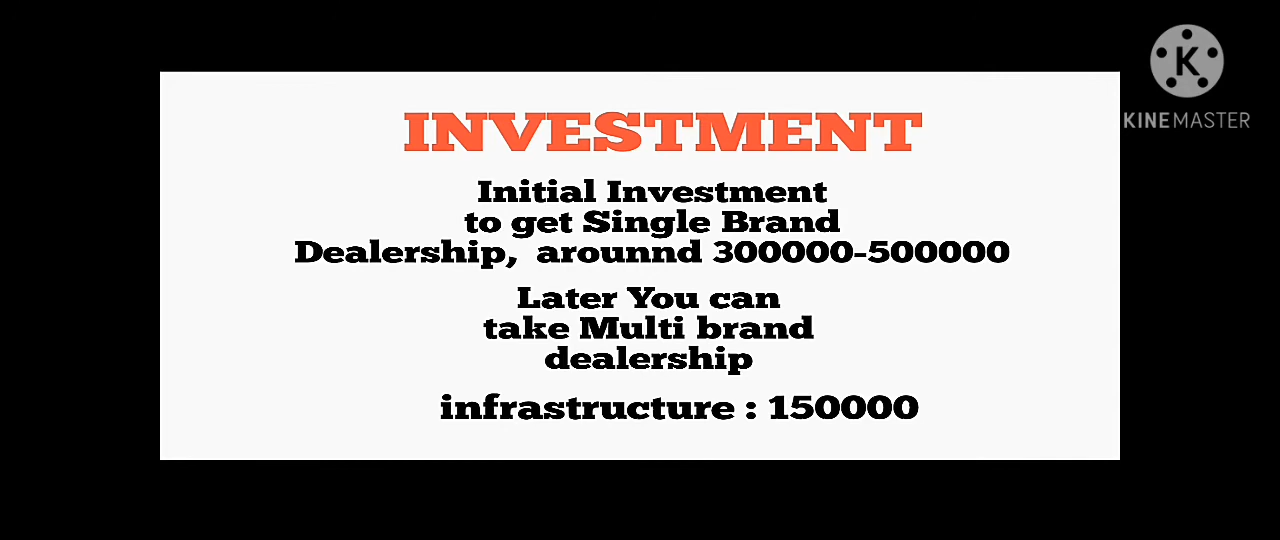 K
KINEMASTER
INVESTMENT
Initial Investment
to get Single Brand
Dealership, arounnd 300000-500000
Later You can
take Multi brand
dealership
infrastructure : 150000